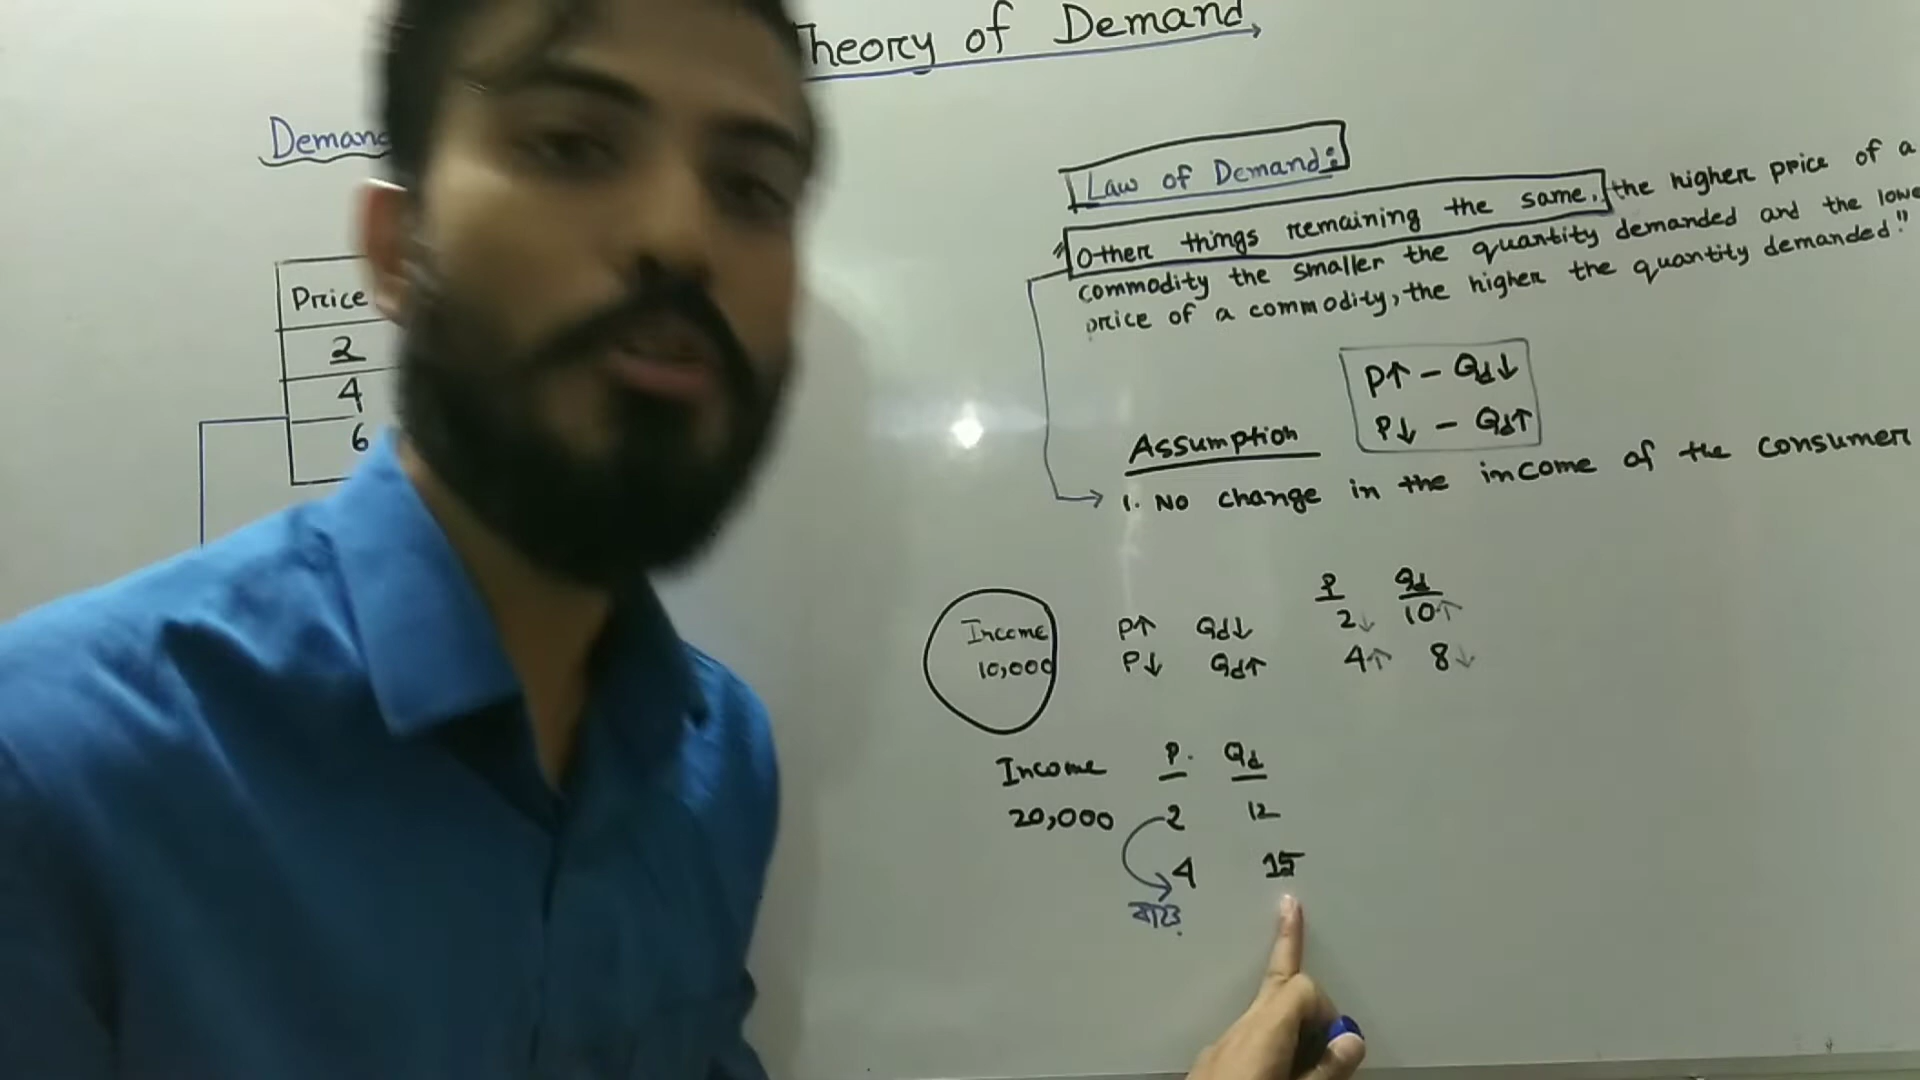 Theory of Demand
Demand
Price
2
4
6
Law of Demand:
"Other things remaining the same, the higher price of a
commodity the smaller the quantity demanded and the lowe
price of a commodity, the higher the quantity demanded."
P↑ - Qd↓
P↓ - Qd↑
Assumption
1. No change in the income of the consumer
P Qd
Income P↑ Qd↓ 2↓ 10↑
10,000 P↓ Qd↑ 4↑ 8↓
Income P. Qd
20,000 2 12
4 15
বাড়ে